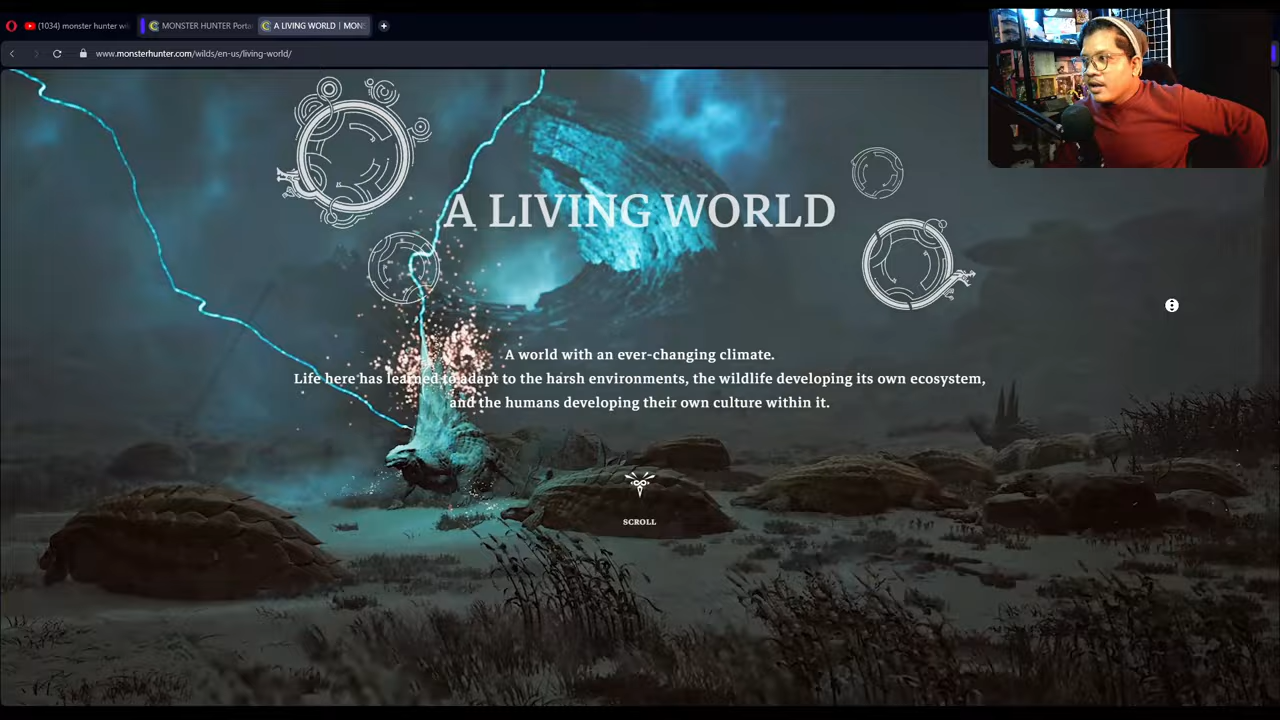 (1034) monster hunter wil
MONSTER HUNTER Porta
A LIVING WORLD | MON
www.monsterhunter.com/wilds/en-us/living-world/
A LIVING WORLD
A world with an ever-changing climate.
Life here has learned to adapt to the harsh environments, the wildlife developing its own ecosystem,
and the humans developing their own culture within it.
SCROLL